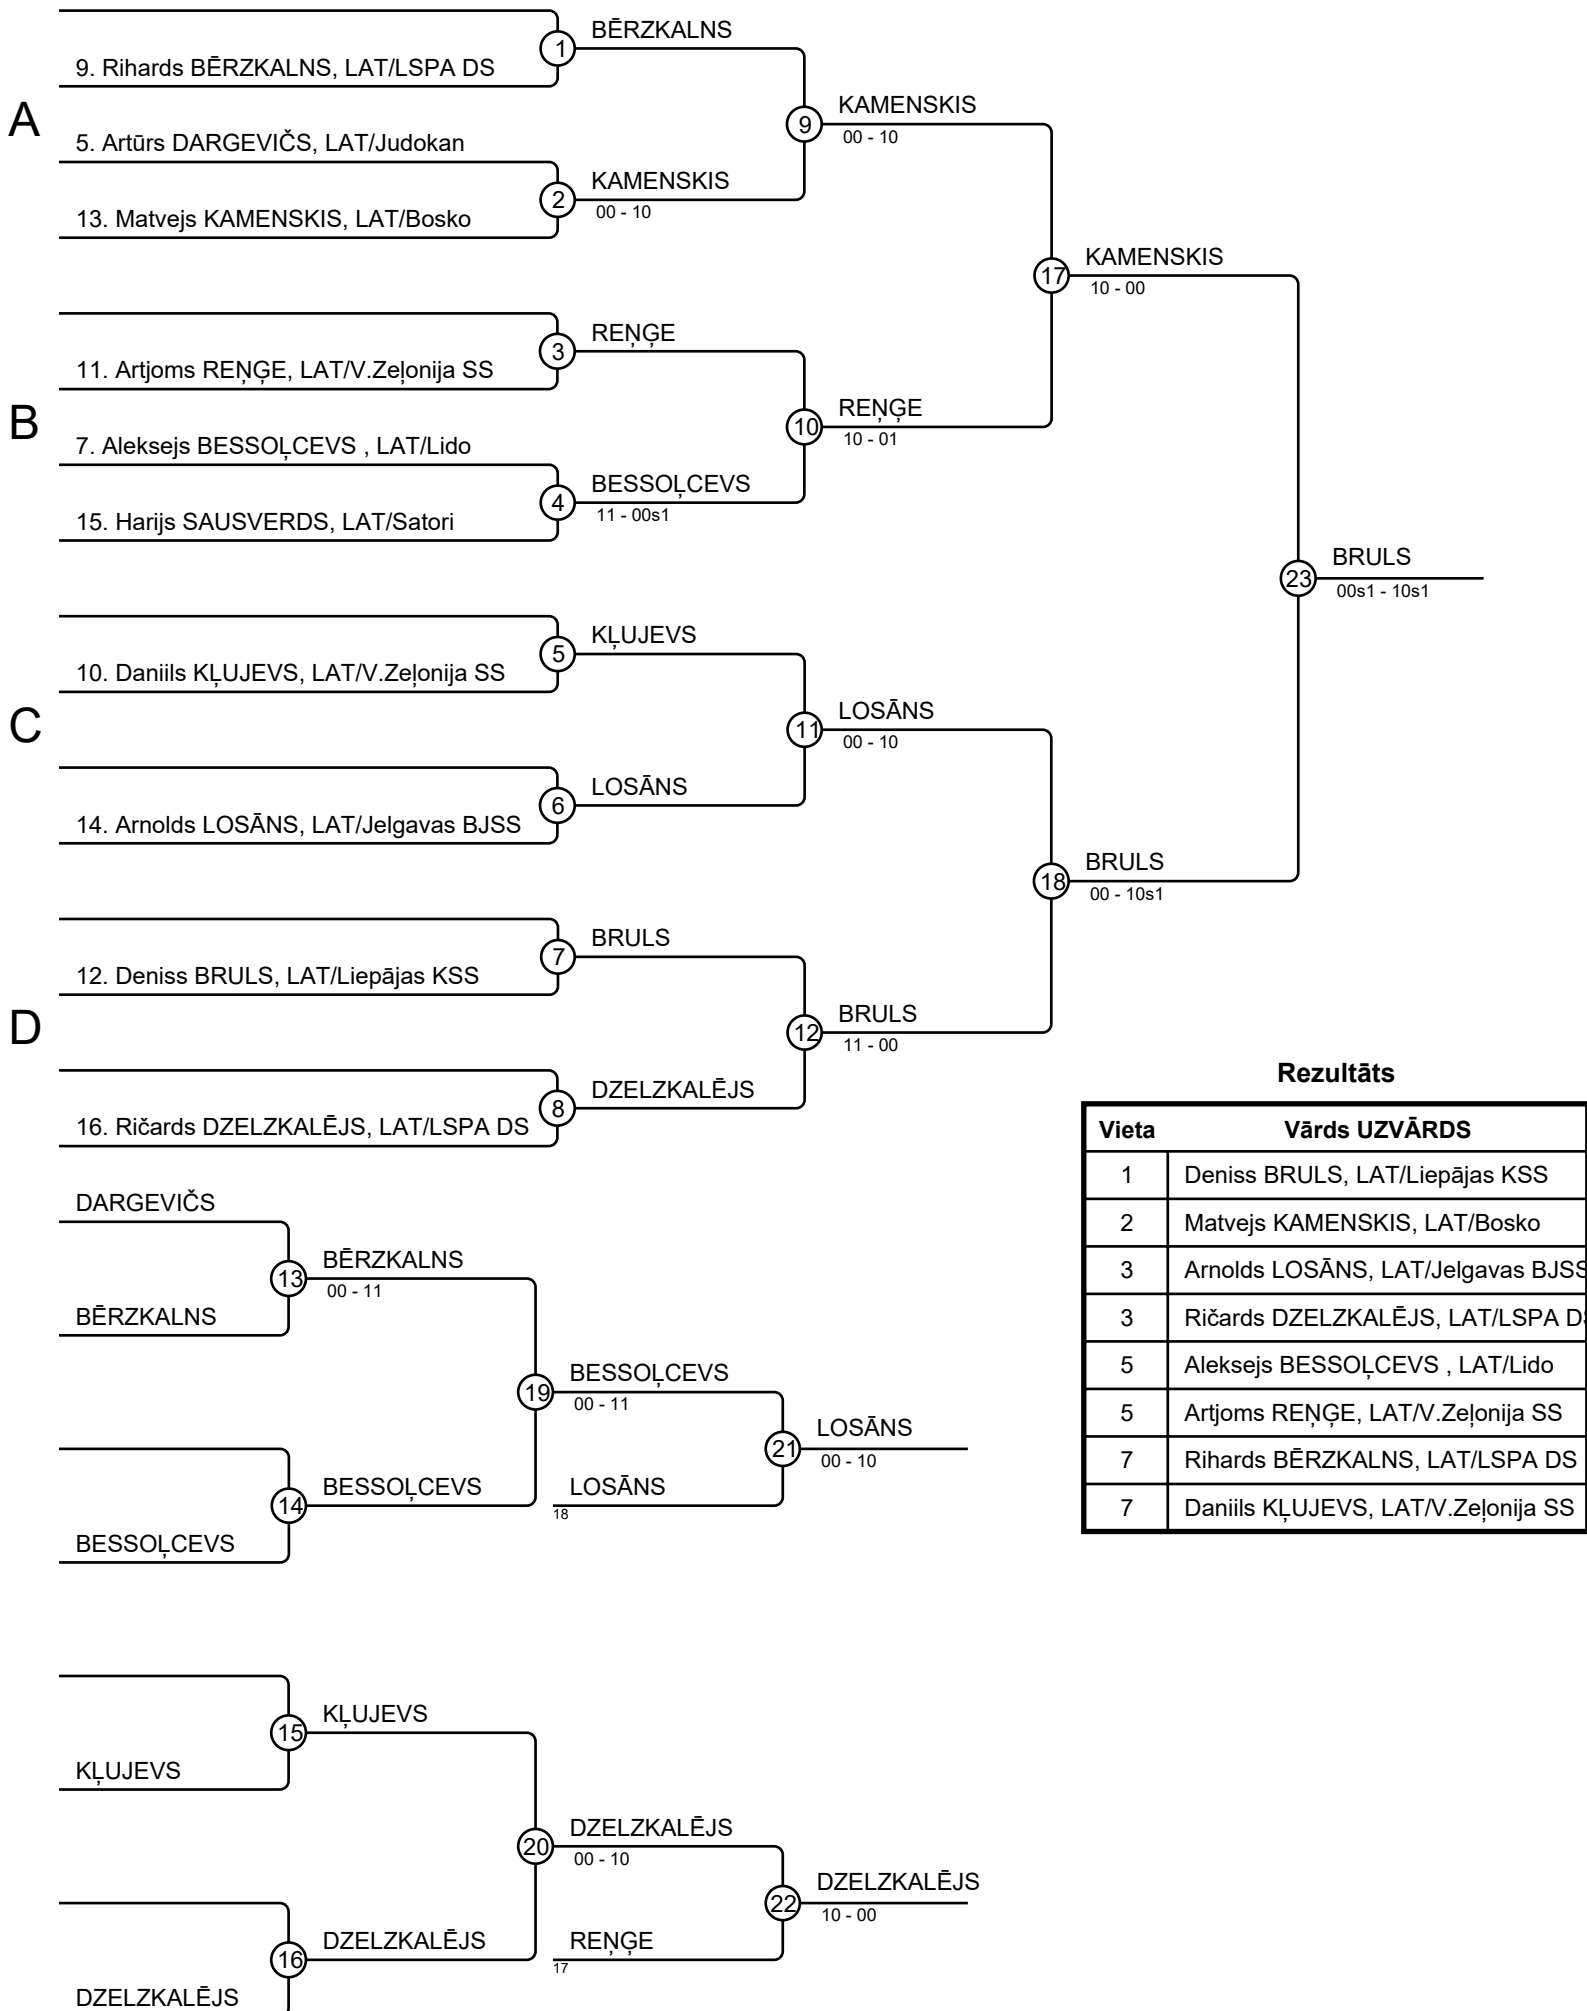 BĒRZKALNS
1
9. Rihards BĒRZKALNS, LAT/LSPA DS
A
KAMENSKIS
9
00 - 10
5. Artūrs DARGEVIČS, LAT/Judokan
KAMENSKIS
2
00 - 10
13. Matvejs KAMENSKIS, LAT/Bosko
KAMENSKIS
17
10 - 00
REŅĢE
3
11. Artjoms REŅĢE, LAT/V.Zeļonija SS
B
REŅĢE
10
10 - 01
7. Aleksejs BESSOĻCEVS , LAT/Lido
BESSOĻCEVS
4
11 - 00s1
15. Harijs SAUSVERDS, LAT/Satori
BRULS
23
00s1 - 10s1
KĻUJEVS
5
10. Daniils KĻUJEVS, LAT/V.Zeļonija SS
C
LOSĀNS
11
00 - 10
LOSĀNS
6
14. Arnolds LOSĀNS, LAT/Jelgavas BJSS
BRULS
18
00 - 10s1
BRULS
7
12. Deniss BRULS, LAT/Liepājas KSS
D
BRULS
12
11 - 00
DZELZKALĒJS
8
16. Ričards DZELZKALĒJS, LAT/LSPA DS
Rezultāts
Vieta Vārds UZVĀRDS
1 Deniss BRULS, LAT/Liepājas KSS
2 Matvejs KAMENSKIS, LAT/Bosko
3 Arnolds LOSĀNS, LAT/Jelgavas BJSS
3 Ričards DZELZKALĒJS, LAT/LSPA DS
5 Aleksejs BESSOĻCEVS , LAT/Lido
5 Artjoms REŅĢE, LAT/V.Zeļonija SS
7 Rihards BĒRZKALNS, LAT/LSPA DS
7 Daniils KĻUJEVS, LAT/V.Zeļonija SS
DARGEVIČS
BĒRZKALNS
13
00 - 11
BĒRZKALNS
BESSOĻCEVS
19
00 - 11
LOSĀNS
21
00 - 10
BESSOĻCEVS
14
LOSĀNS
18
BESSOĻCEVS
KĻUJEVS
15
KĻUJEVS
DZELZKALĒJS
20
00 - 10
DZELZKALĒJS
22
10 - 00
DZELZKALĒJS
16
REŅĢE
17
DZELZKALĒJS